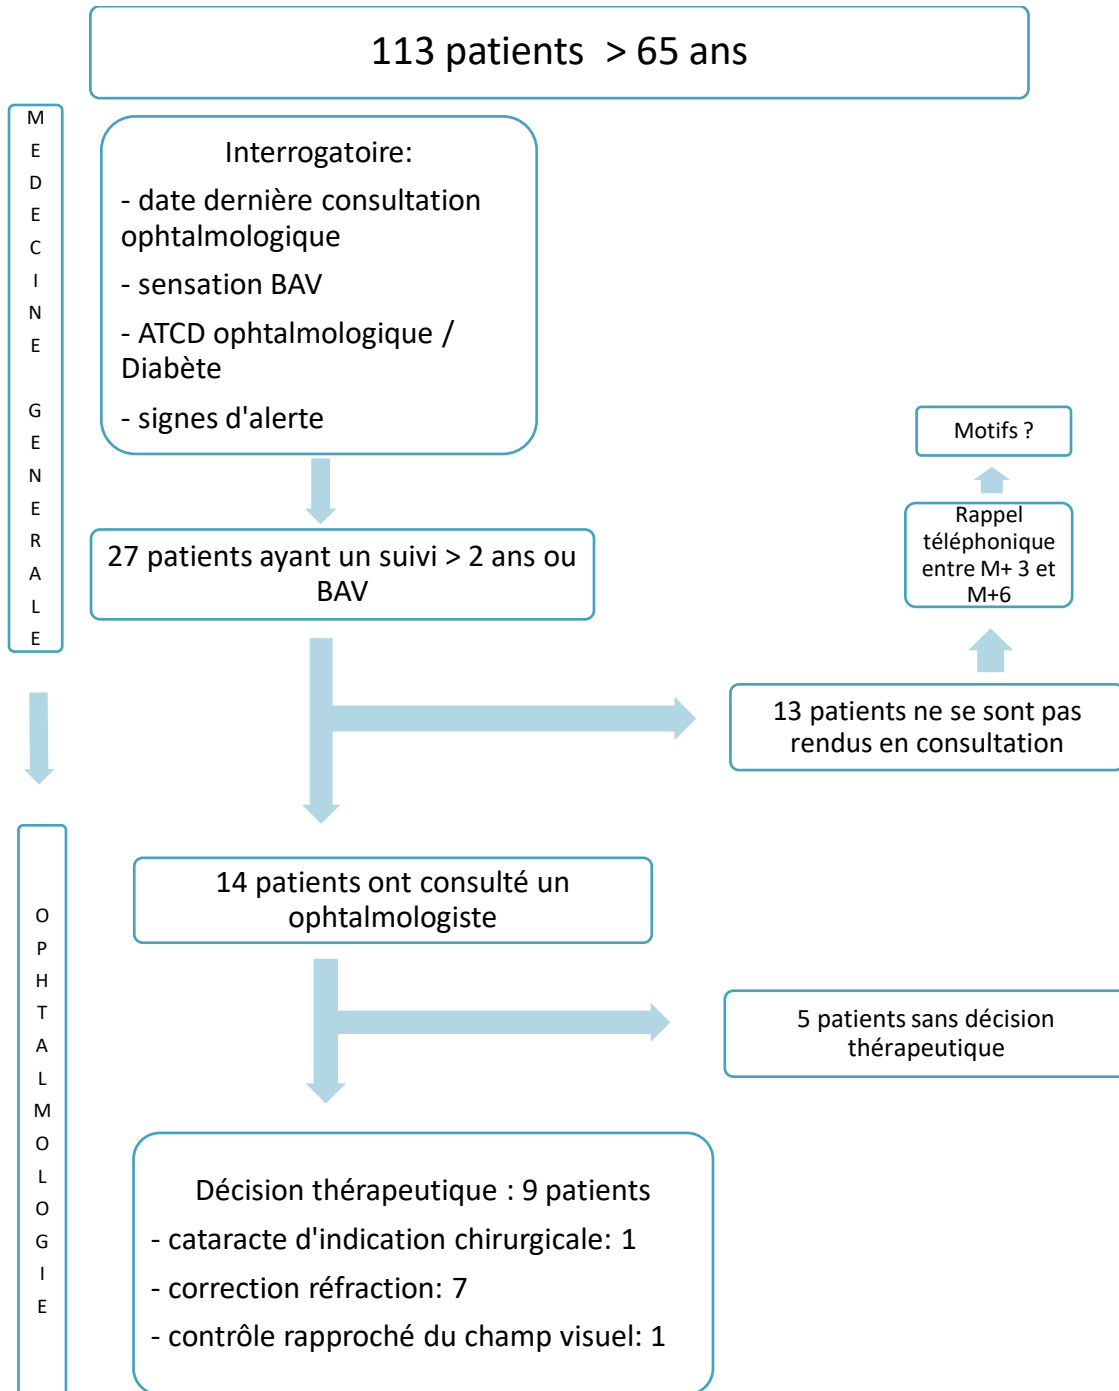 113 patients > 65 ans
MEDECINE GENERALE
Interrogatoire:
- date dernière consultation
ophtalmologique
- sensation BAV
- ATCD ophtalmologique /
Diabète
- signes d'alerte
27 patients ayant un suivi > 2 ans ou
BAV
Motifs ?
Rappel
téléphonique
entre M+ 3 et
M+6
13 patients ne se sont pas
rendus en consultation
OPHTALMOLOGIE
14 patients ont consulté un
ophtalmologiste
5 patients sans décision
thérapeutique
Décision thérapeutique : 9 patients
- cataracte d'indication chirurgicale: 1
- correction réfraction: 7
- contrôle rapproché du champ visuel: 1